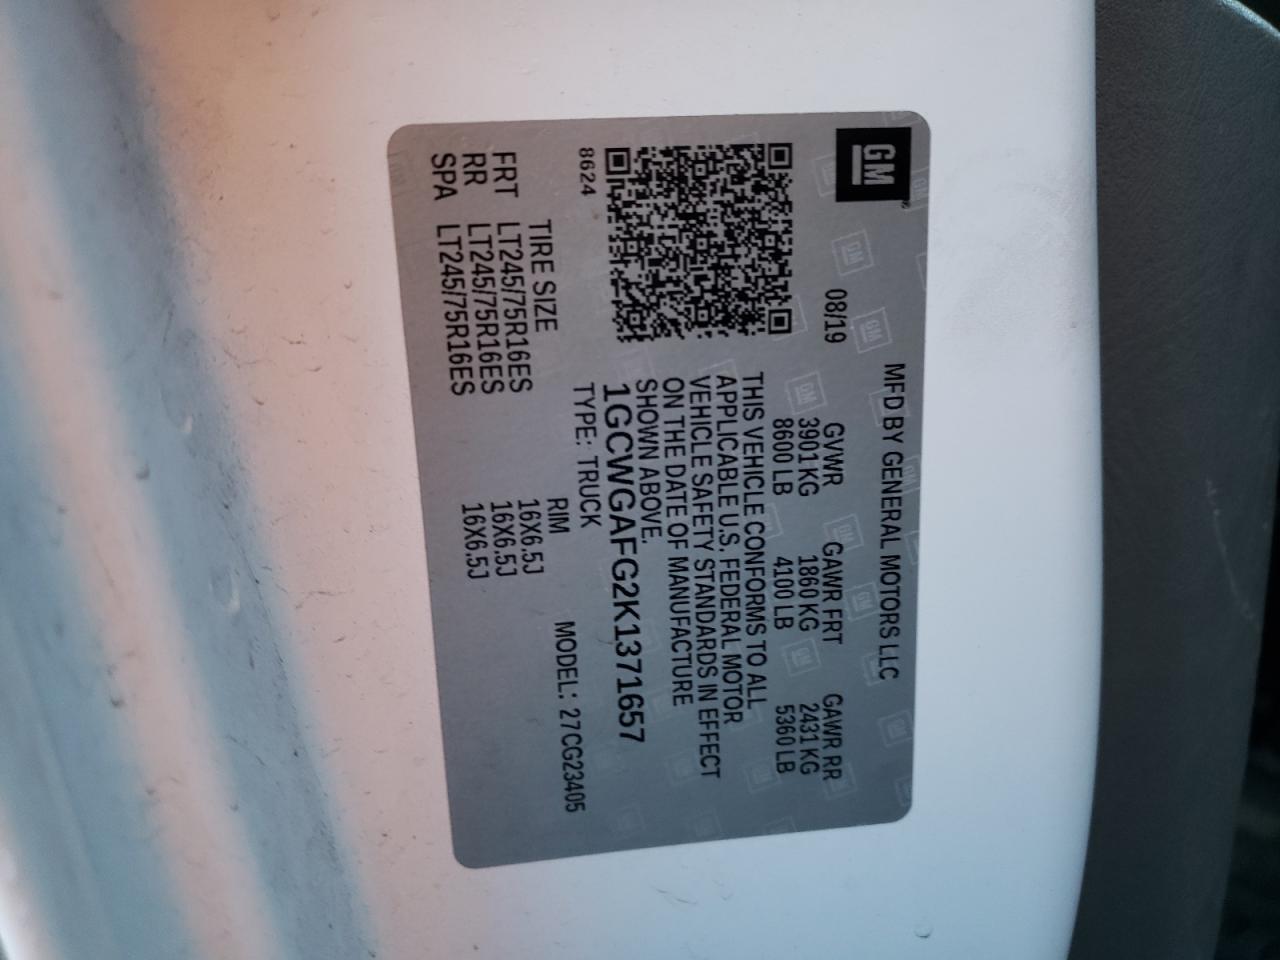 GM
MFD BY GENERAL MOTORS LLC
08/19
GVWR GAWR FRT GAWR RR
3901 KG 1860 KG 2431 KG
8600 LB 4100 LB 5360 LB
THIS VEHICLE CONFORMS TO ALL
APPLICABLE U.S. FEDERAL MOTOR
VEHICLE SAFETY STANDARDS IN EFFECT
ON THE DATE OF MANUFACTURE
SHOWN ABOVE.
1GCWGAFG2K1371657
8624
TYPE: TRUCK MODEL: 27CG23405
TIRE SIZE RIM
FRT LT245/75R16ES 16X6.5J
RR LT245/75R16ES 16X6.5J
SPA LT245/75R16ES 16X6.5J